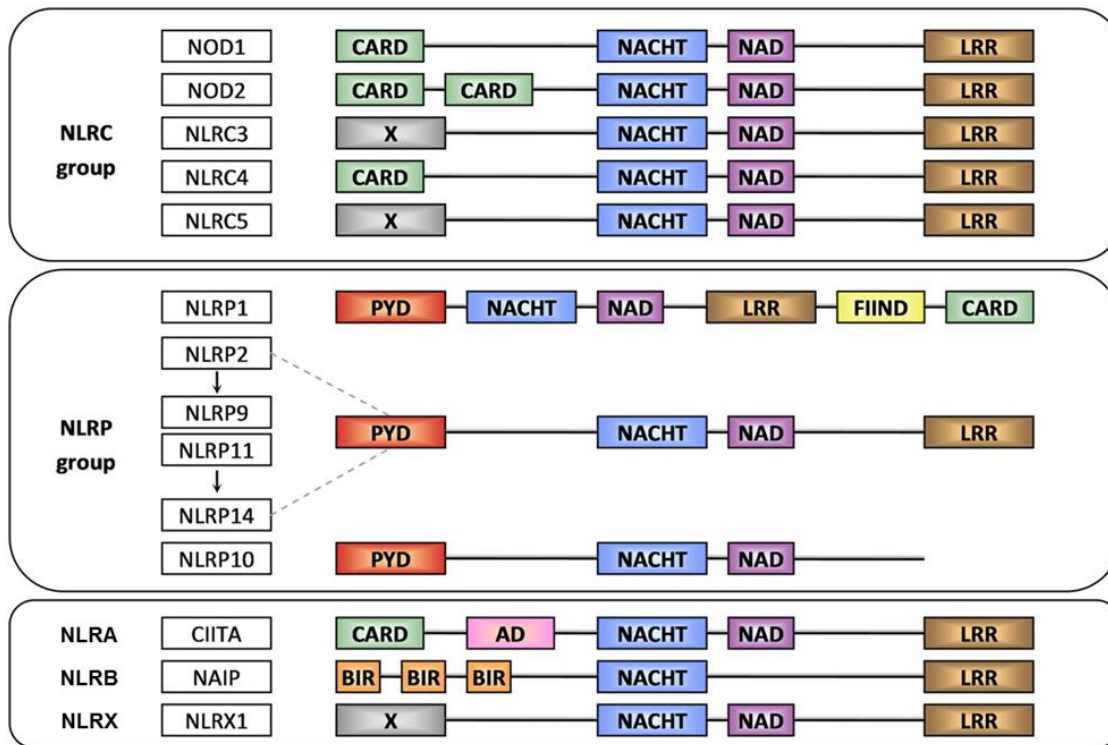 NOD1 CARD NACHT NAD LRR
NOD2 CARD CARD NACHT NAD LRR
NLRC group
NLRC3 X NACHT NAD LRR
NLRC4 CARD NACHT NAD LRR
NLRC5 X NACHT NAD LRR
NLRP1 PYD NACHT NAD LRR FIIND CARD
NLRP2
NLRP9
NLRP group
PYD NACHT NAD LRR
NLRP11
NLRP14
NLRP10 PYD NACHT NAD
NLRA CIITA CARD AD NACHT NAD LRR
NLRB NAIP BIR BIR BIR NACHT LRR
NLRX NLRX1 X NACHT NAD LRR